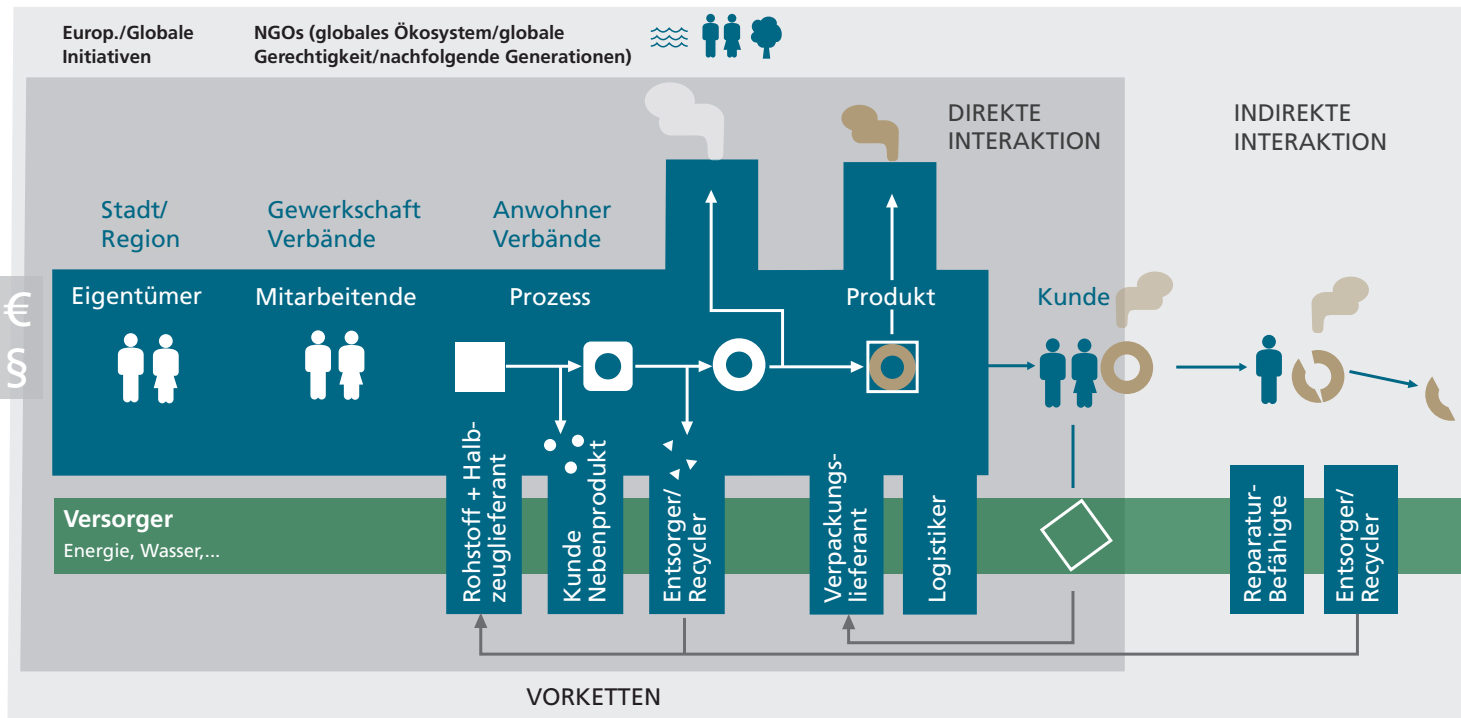 Europ./Globale
Initiativen
NGOs (globales Ökosystem/globale
Gerechtigkeit/nachfolgende Generationen)
DIREKTE
INTERAKTION
INDIREKTE
INTERAKTION
Stadt/
Region
Gewerkschaft
Verbände
Anwohner
Verbände
€
§
Eigentümer
Mitarbeitende
Prozess
Produkt
Kunde
Versorger
Energie, Wasser,...
Rohstoff + Halb-
zeuglieferant
Kunde
Nebenprodukt
Entsorger/
Recycler
Verpackungs-
lieferant
Logistiker
Reparatur-
Befähigte
Entsorger/
Recycler
VORKETTEN